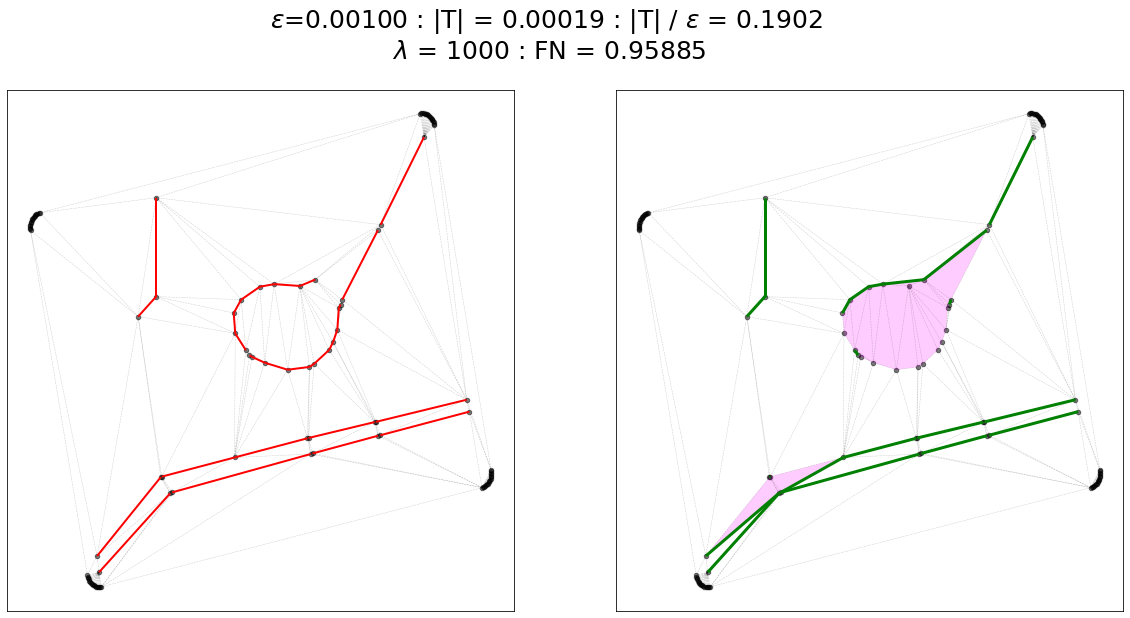 ε=0.00100 : |T| = 0.00019 : |T| / ε = 0.1902
λ = 1000 : FN = 0.95885